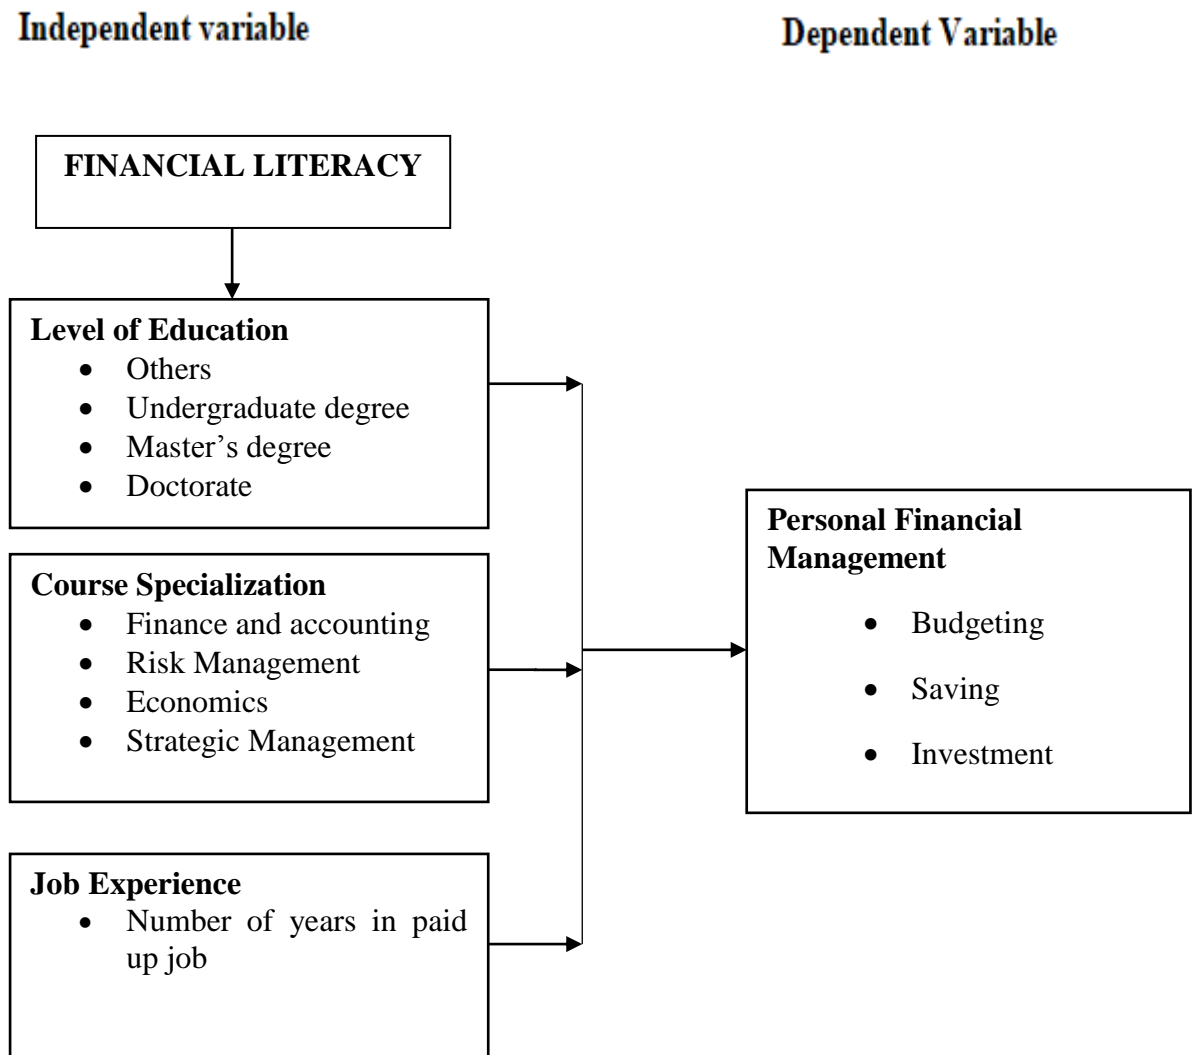 Independent variable
Dependent Variable
FINANCIAL LITERACY
Level of Education
• Others
• Undergraduate degree
• Master’s degree
• Doctorate
Course Specialization
• Finance and accounting
• Risk Management
• Economics
• Strategic Management
Job Experience
• Number of years in paid
up job
Personal Financial
Management
• Budgeting
• Saving
• Investment